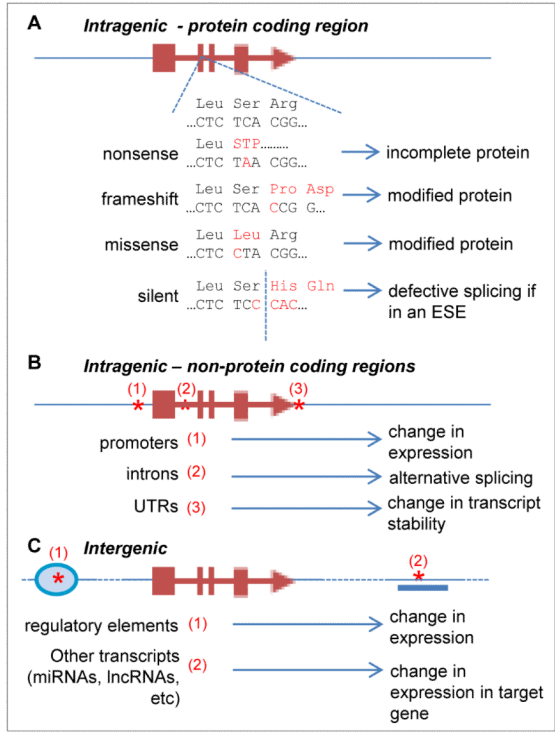 A Intragenic - protein coding region
Leu Ser Arg
…CTC TCA CGG…
Leu STP………
nonsense …CTC TAA CGG… incomplete protein
Leu Ser Pro Asp
frameshift …CTC TCA CCG G… modified protein
Leu Leu Arg
missense …CTC CTA CGG… modified protein
Leu Ser His Gln
silent …CTC TCC CAC… defective splicing if
in an ESE
B Intragenic – non-protein coding regions
(1) (2) (3)
* * *
promoters (1) change in
expression
introns (2) alternative splicing
UTRs (3) change in transcript
stability
C Intergenic
(1) (2)
* *
regulatory elements (1) change in
expression
Other transcripts (2) change in
(miRNAs, lncRNAs, expression in target
etc) gene